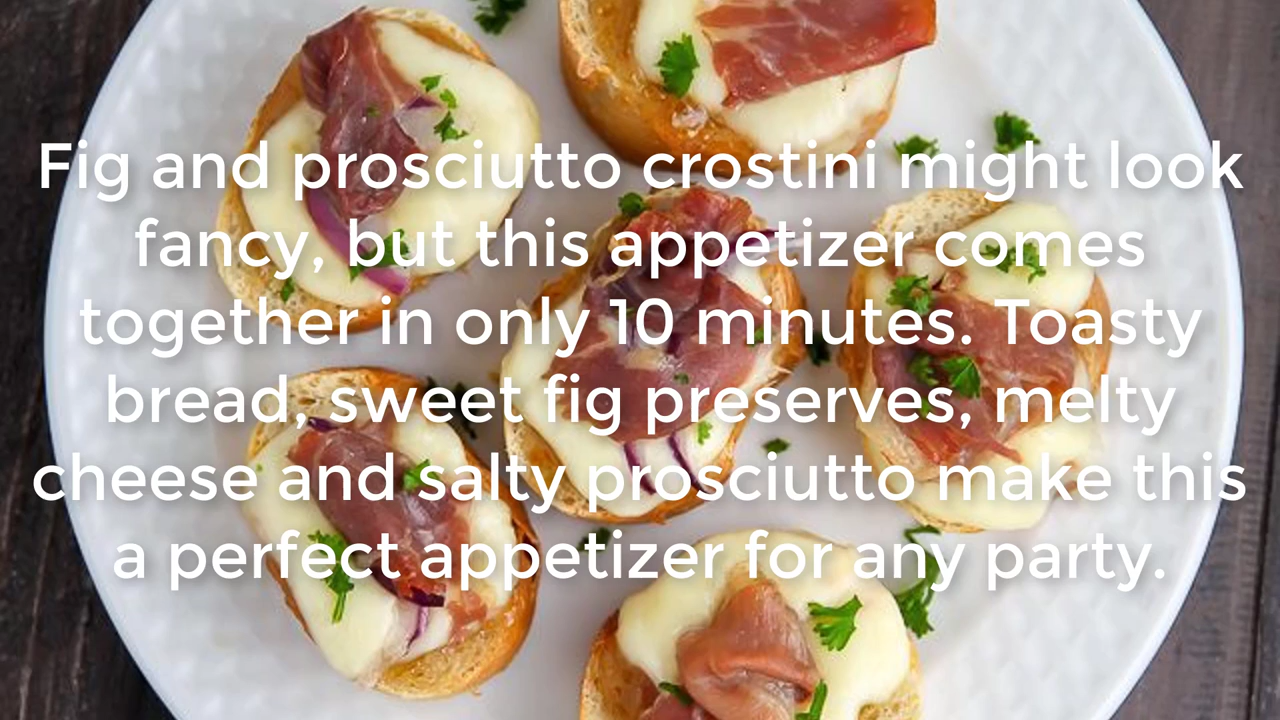 Fig and prosciutto crostini might look
fancy, but this appetizer comes
together in only 10 minutes. Toasty
bread, sweet fig preserves, melty
cheese and salty prosciutto make this
a perfect appetizer for any party.